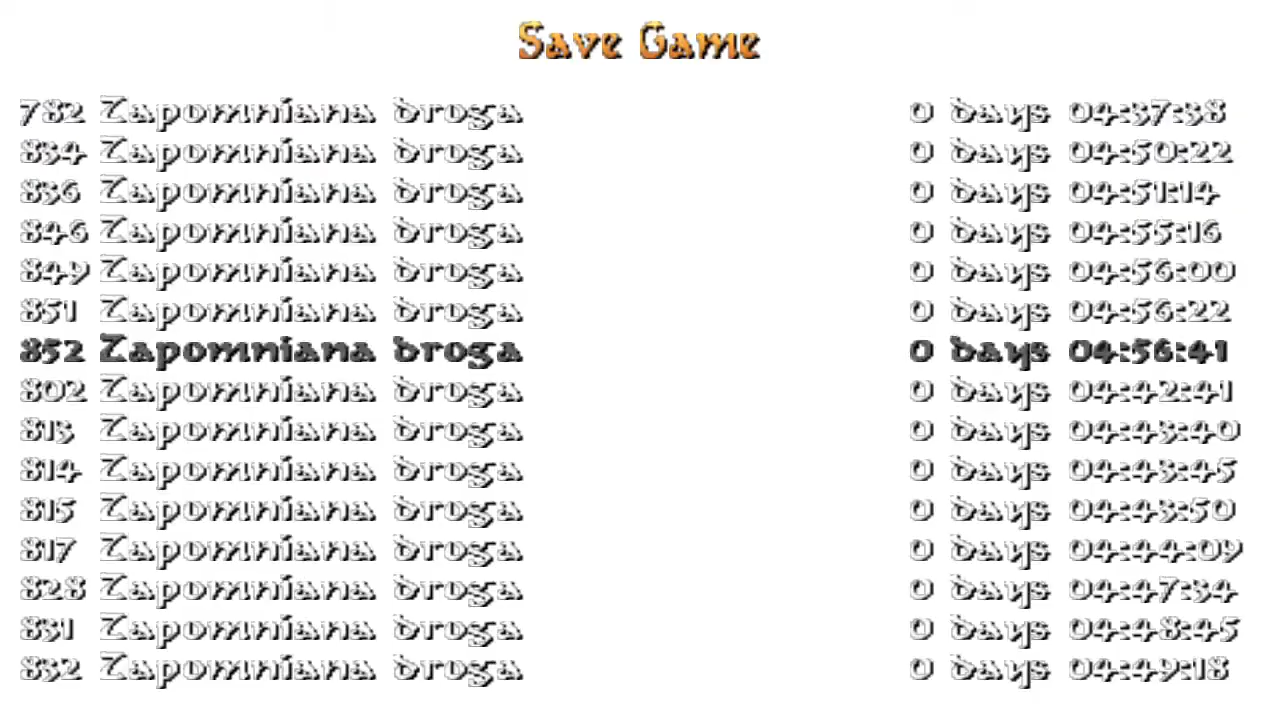 Save Game
782 Zapomniana droga 0 days 04:37:38
834 Zapomniana droga 0 days 04:50:22
836 Zapomniana droga 0 days 04:51:14
846 Zapomniana droga 0 days 04:55:16
849 Zapomniana droga 0 days 04:56:00
851 Zapomniana droga 0 days 04:56:22
852 Zapomniana droga 0 days 04:56:41
802 Zapomniana droga 0 days 04:42:41
813 Zapomniana droga 0 days 04:43:40
814 Zapomniana droga 0 days 04:43:45
815 Zapomniana droga 0 days 04:43:50
817 Zapomniana droga 0 days 04:44:09
828 Zapomniana droga 0 days 04:47:34
831 Zapomniana droga 0 days 04:48:45
832 Zapomniana droga 0 days 04:49:18